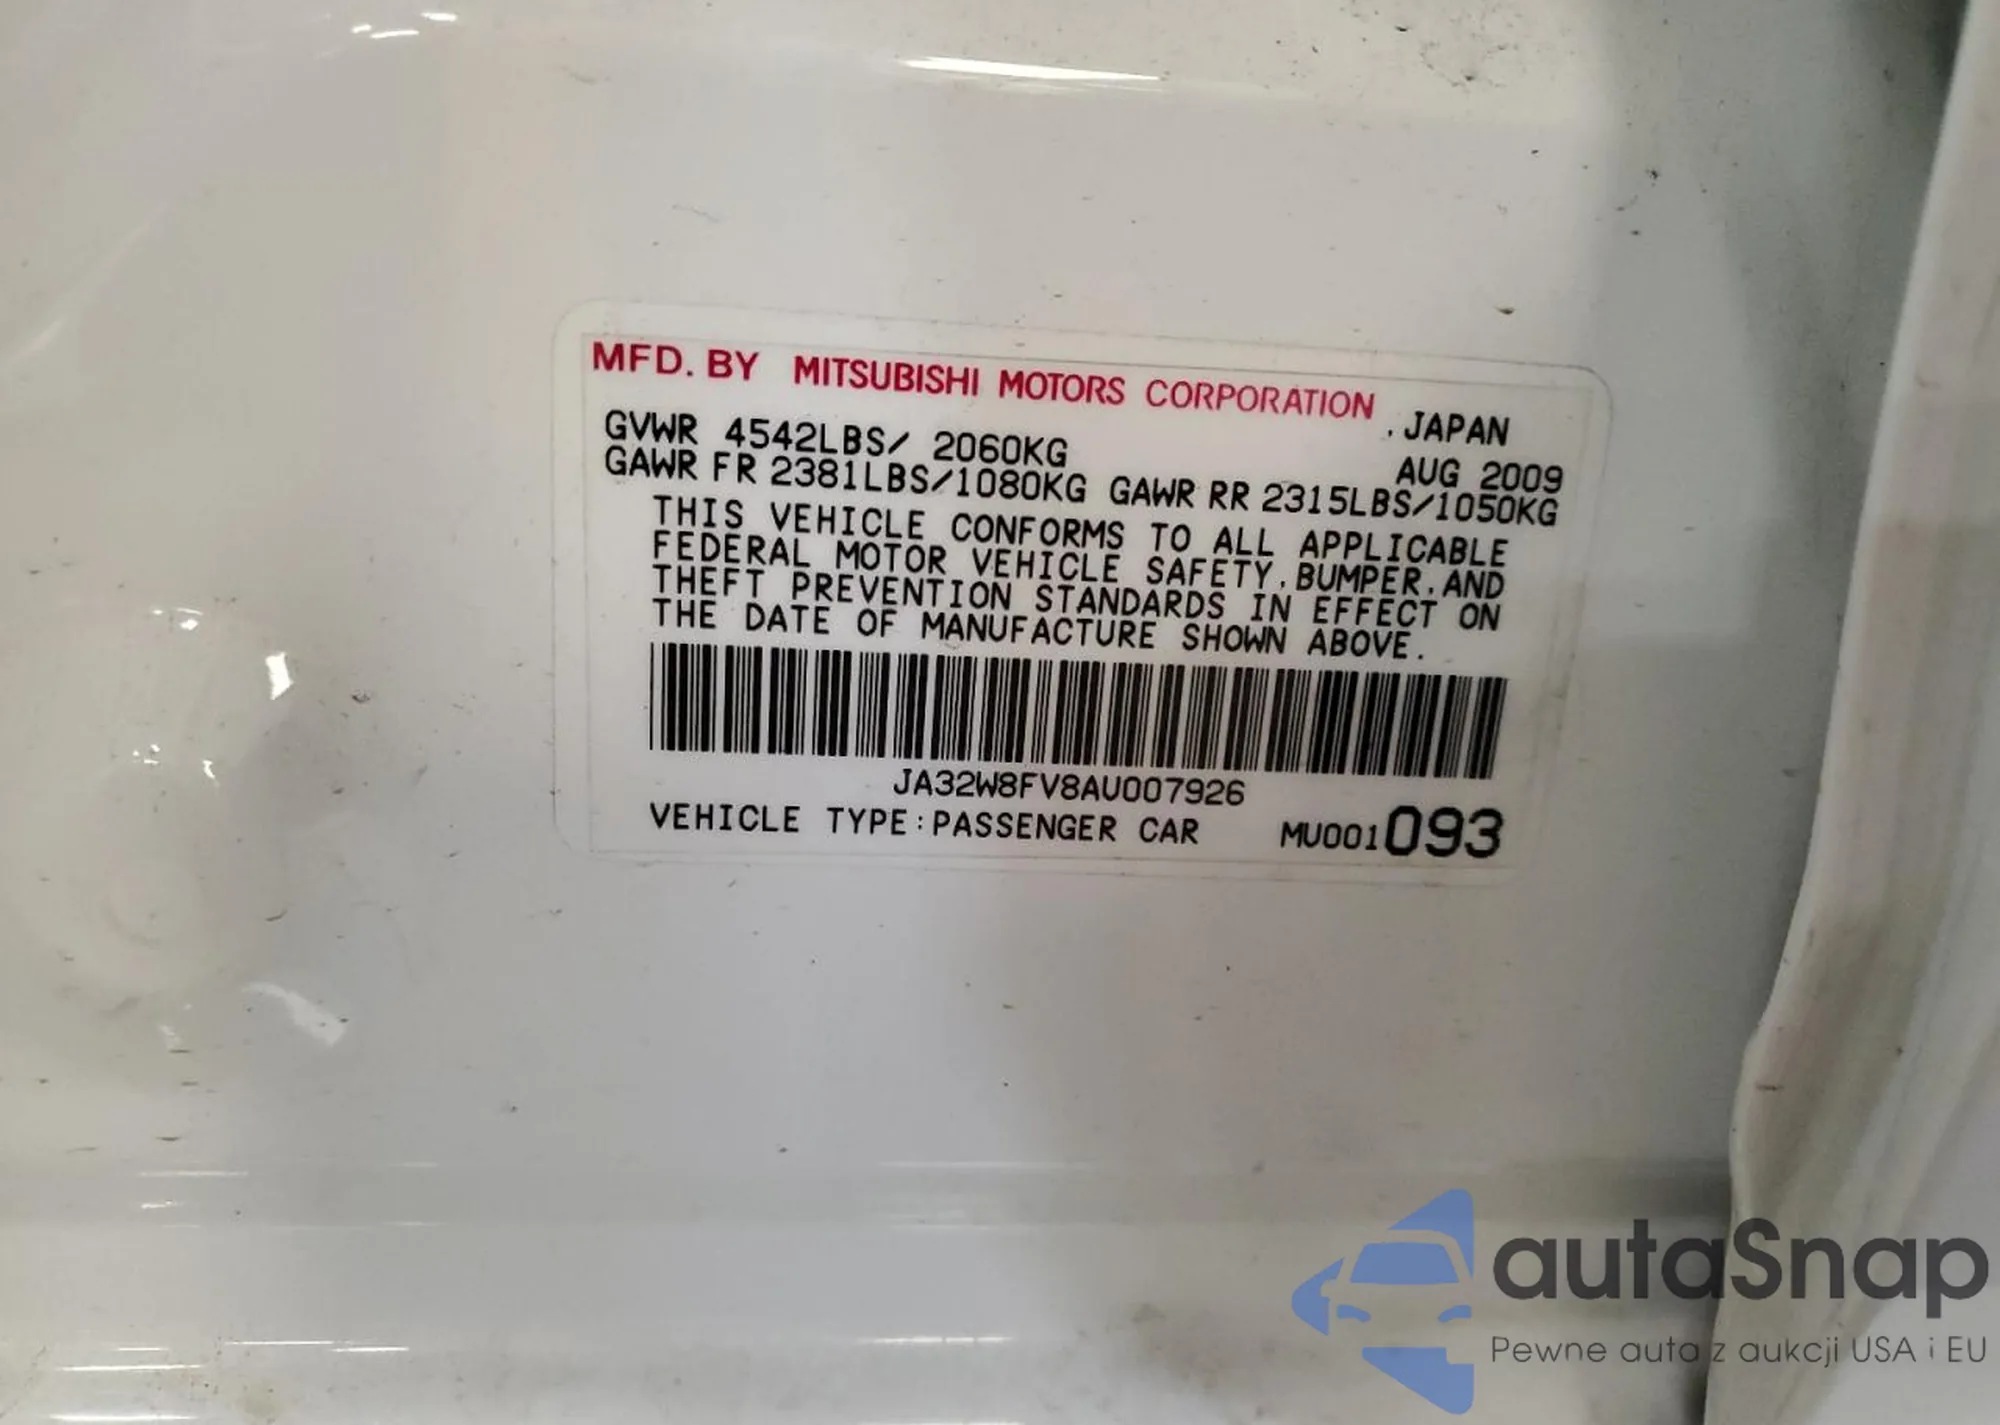 MFD. BY MITSUBISHI MOTORS CORPORATION
, JAPAN
GVWR 4542LBS/ 2060KG
AUG 2009
GAWR FR 2381LBS/1080KG GAWR RR 2315LBS/1050KG
THIS VEHICLE CONFORMS TO ALL APPLICABLE
FEDERAL MOTOR VEHICLE SAFETY, BUMPER, AND
THEFT PREVENTION STANDARDS IN EFFECT ON
THE DATE OF MANUFACTURE SHOWN ABOVE.
JA32W8FV8AU007926
VEHICLE TYPE:PASSENGER CAR MU001093
autaSnap
Pewne auta z aukcji USA i EU